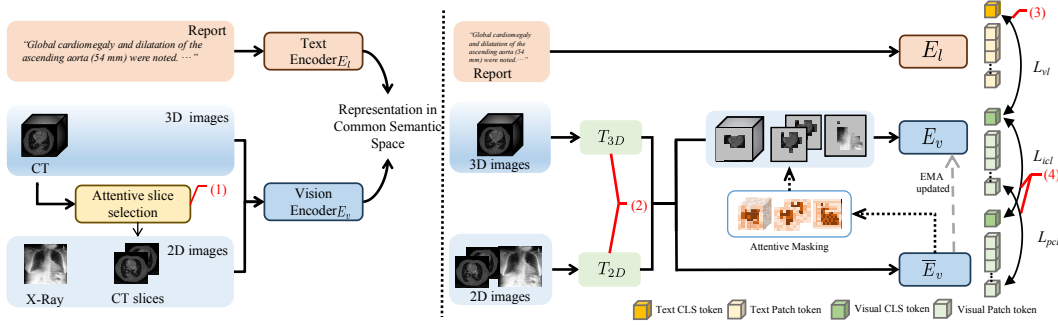 Report
“Global cardiomegaly and dilatation of the
ascending aorta (54 mm) were noted. ⋯”
Text
Encoder E_l
Representation in
Common Semantic
Space
3D images
CT
Attentive slice
selection
(1)
Vision
Encoder E_v
2D images
X-Ray
CT slices
“Global cardiomegaly
and dilatation of the
ascending aorta (54
mm) were noted. ⋯”
Report
E_l
3D images
T_3D
(2)
T_2D
2D images
Attentive Masking
E_v
EMA
updated
E̅_v
(3)
L_vl
L_icl
(4)
L_pcl
Text CLS token
Text Patch token
Visual CLS token
Visual Patch token